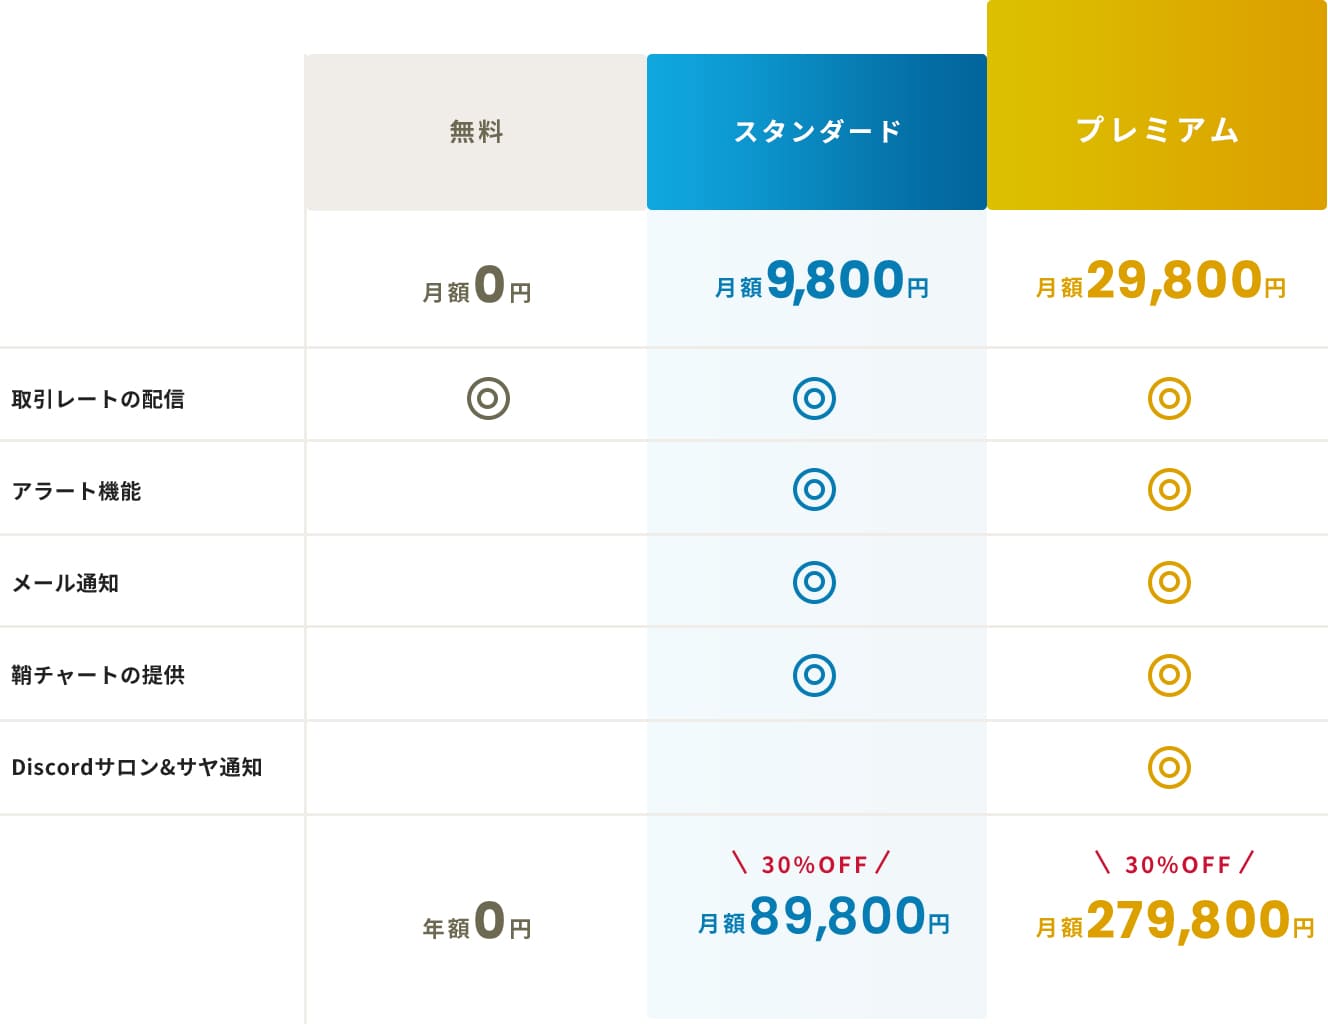 無料
スタンダード
プレミアム
月額0円
月額9,800円
月額29,800円
取引レートの配信 ◎ ◎ ◎
アラート機能 ◎ ◎
メール通知 ◎ ◎
鞘チャートの提供 ◎ ◎
Discordサロン&サヤ通知 ◎
年額0円
\ 30%OFF /
月額89,800円
\ 30%OFF /
月額279,800円